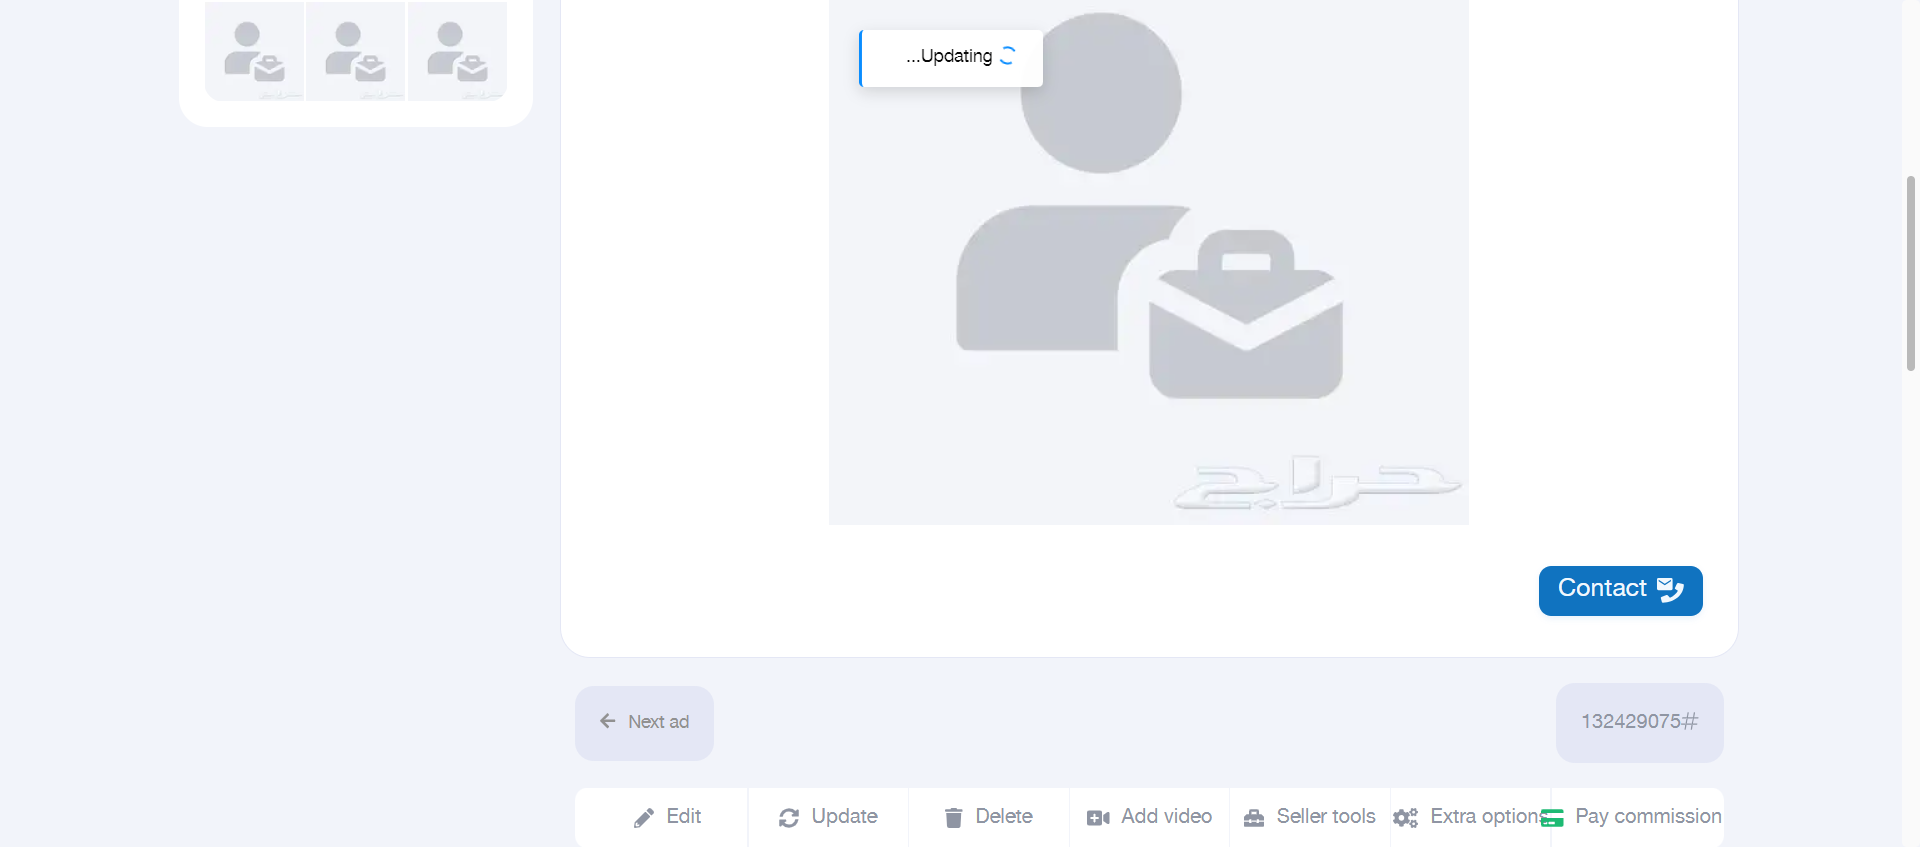 ...Updating
حراج
Contact
Next ad
132429075#
Edit
Update
Delete
Add video
Seller tools
Extra options
Pay commission